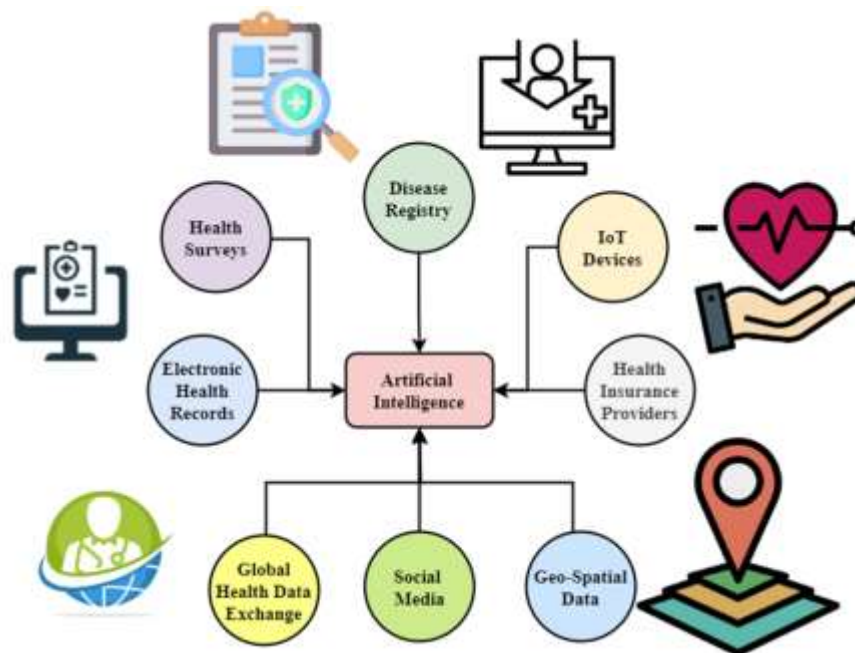 Disease
Registry
Health
Surveys
IoT
Devices
Electronic
Health
Records
Artificial
Intelligence
Health
Insurance
Providers
Global
Health Data
Exchange
Social
Media
Geo-Spatial
Data